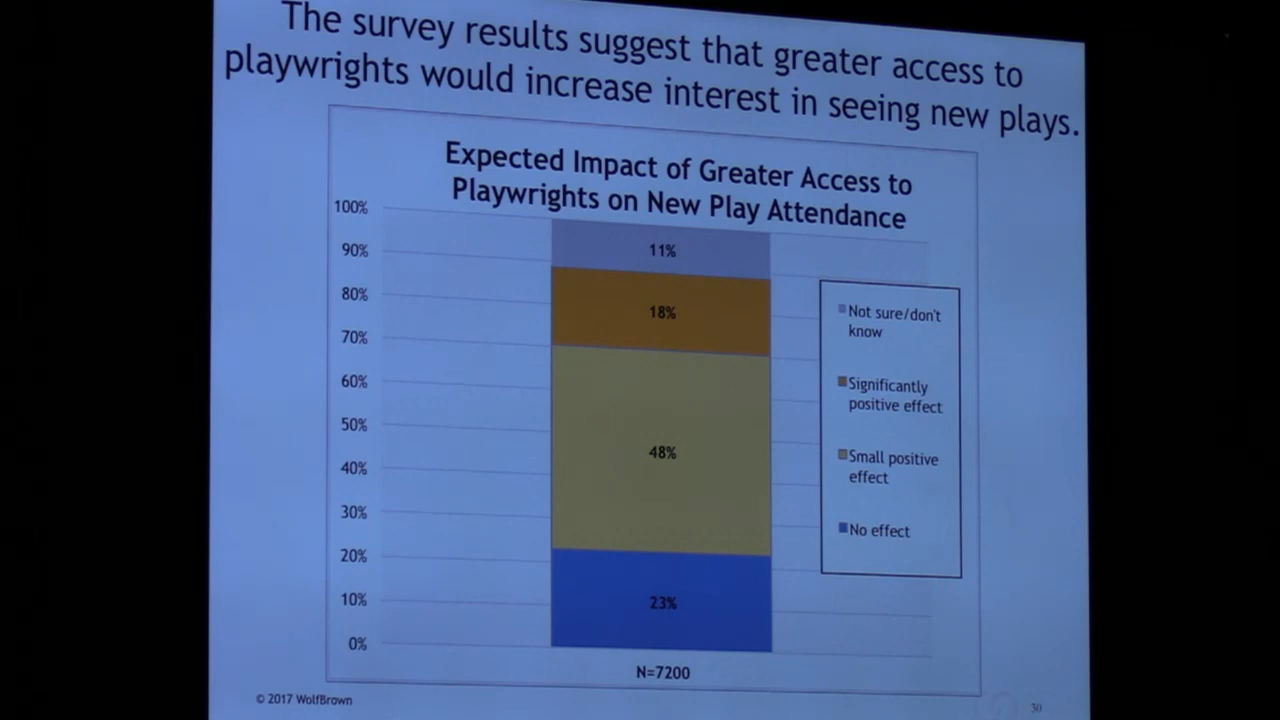 The survey results suggest that greater access to
playwrights would increase interest in seeing new plays.
Expected Impact of Greater Access to
Playwrights on New Play Attendance
100%
90%
80%
70%
60%
50%
40%
30%
20%
10%
0%
11%
18%
48%
23%
N=7200
Not sure/don't
know
Significantly
positive effect
Small positive
effect
No effect
© 2017 WolfBrown
30